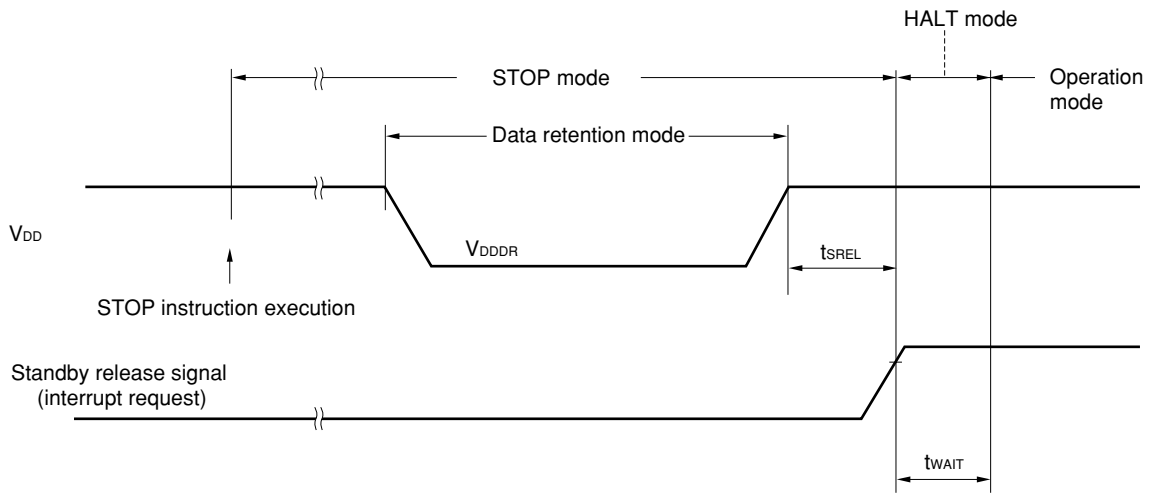 HALT mode
STOP mode
Operation
mode
Data retention mode
VDD
VDDDR
tSREL
STOP instruction execution
Standby release signal
(interrupt request)
tWAIT